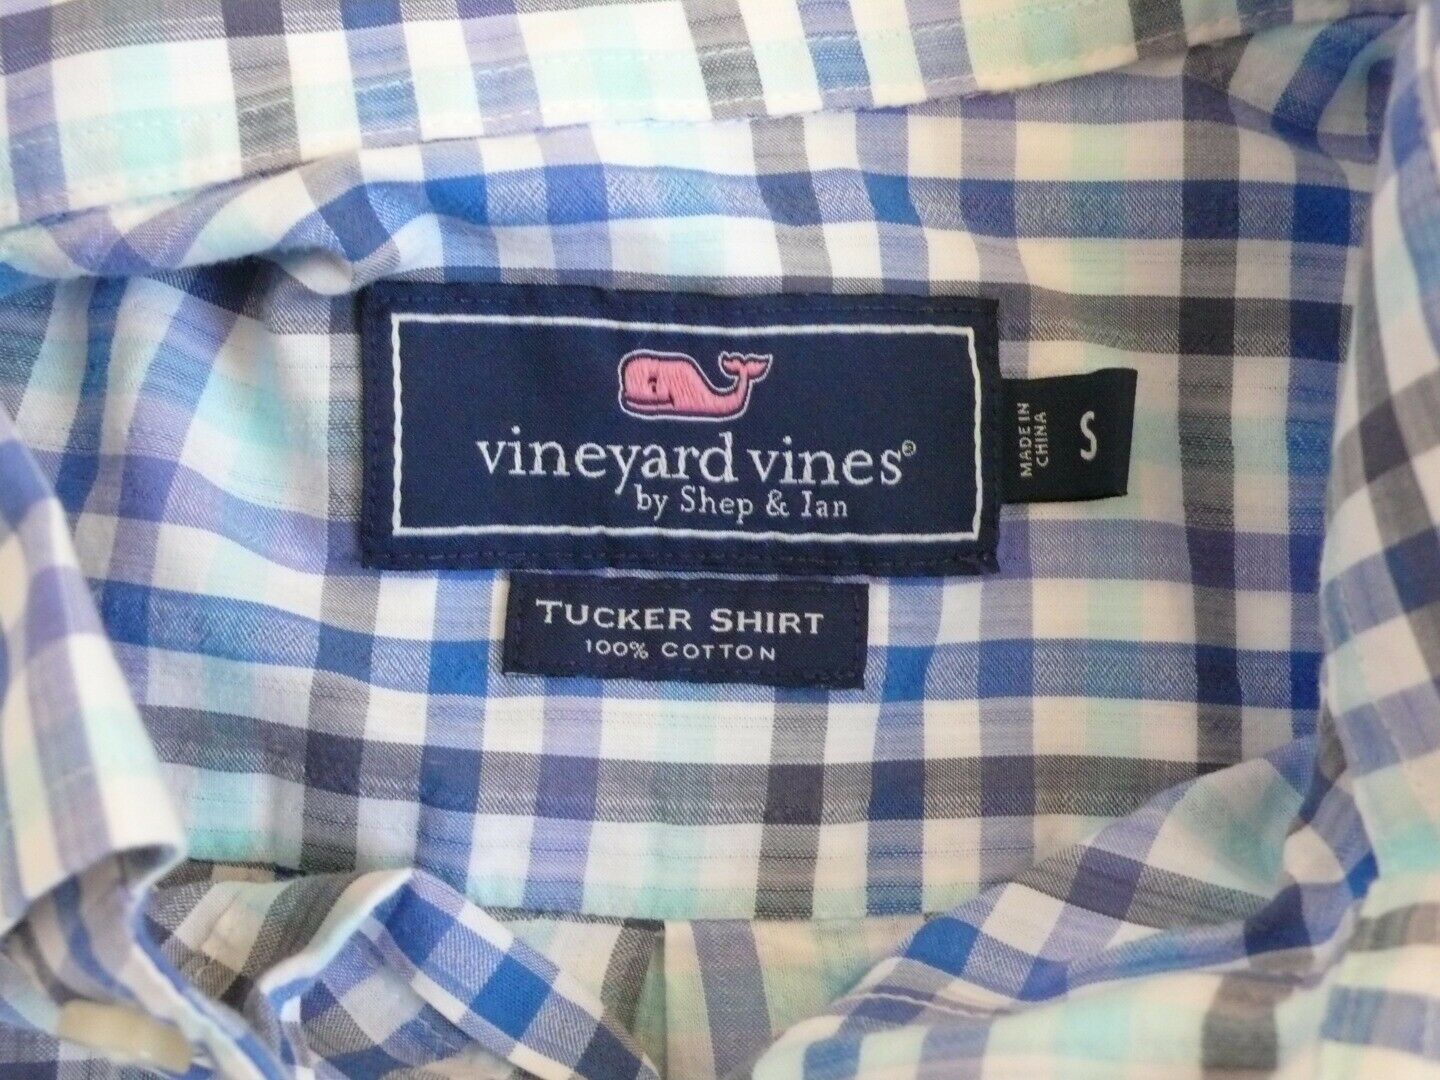 vineyard vines®
by Shep & Ian
MADE IN
CHINA
S
TUCKER SHIRT
100% COTTON